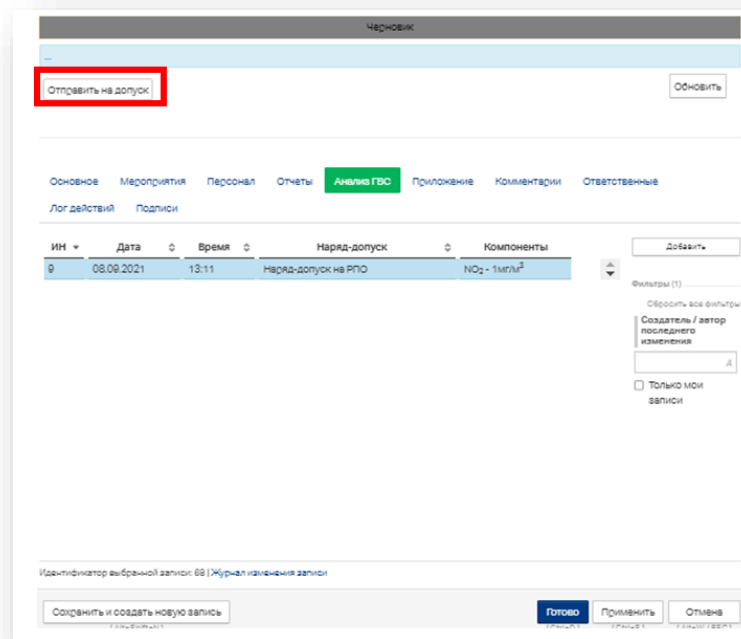 Черновик
...
Отправить на допуск
Обновить
Основное Мероприятия Персонал Отчеты Анализ ГВС Приложение Комментарии Ответственные
Лог действий Подписи
ИН Дата Время Наряд-допуск Компоненты
Добавить
9 08.09.2021 13:11 Наряд-допуск на РПО NO₂ - 1мг/м³
Фильтры (1)
Сбросить все фильтры
Создатель / автор
последнего
изменения
Только мои
записи
Идентификатор выбранной записи: 68 | Журнал изменения записи
Сохранить и создать новую запись Готово Применить Отмена